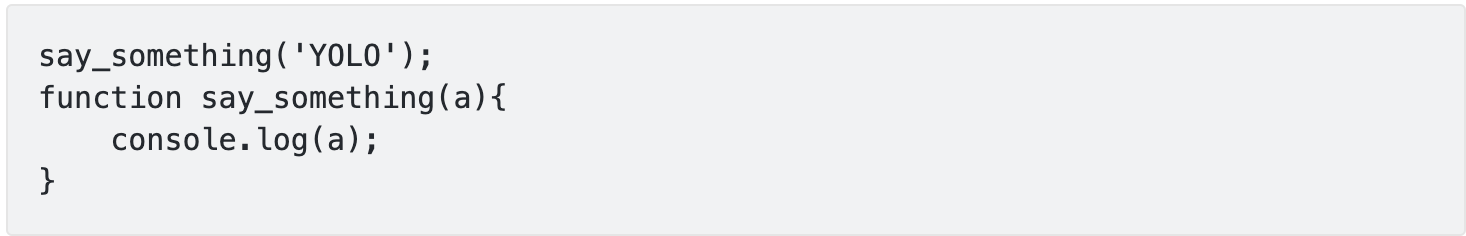 say_something('YOLO');
function say_something(a){
    console.log(a);
}